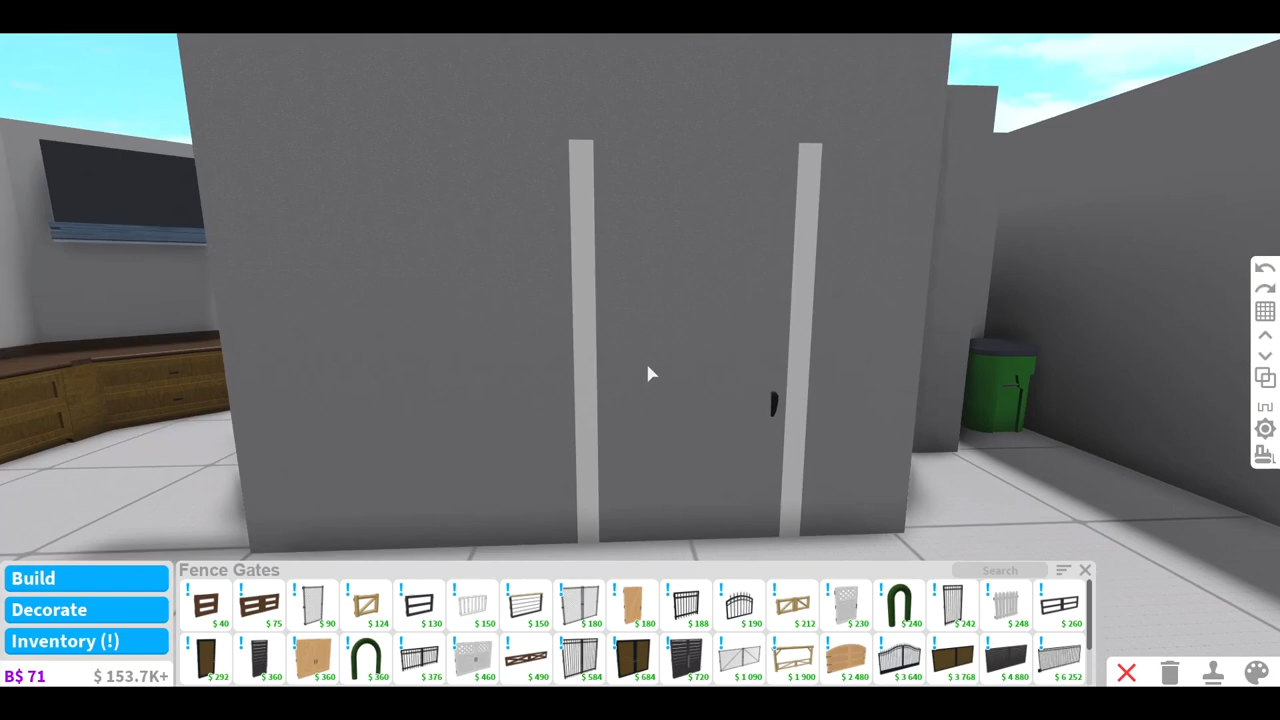 Fence Gates
Search
Build
Decorate
Inventory (!)
B$ 71
$ 153.7K+
! $ 40
! $ 75
! $ 90
! $ 124
! $ 130
! $ 150
! $ 150
! $ 180
! $ 180
! $ 188
! $ 190
! $ 212
! $ 230
! $ 240
! $ 242
! $ 248
! $ 260
! $ 292
! $ 360
! $ 360
! $ 360
! $ 376
! $ 460
! $ 490
! $ 584
! $ 684
! $ 720
! $ 1 090
! $ 1 900
! $ 2 480
! $ 3 640
! $ 3 768
! $ 4 880
! $ 6 252